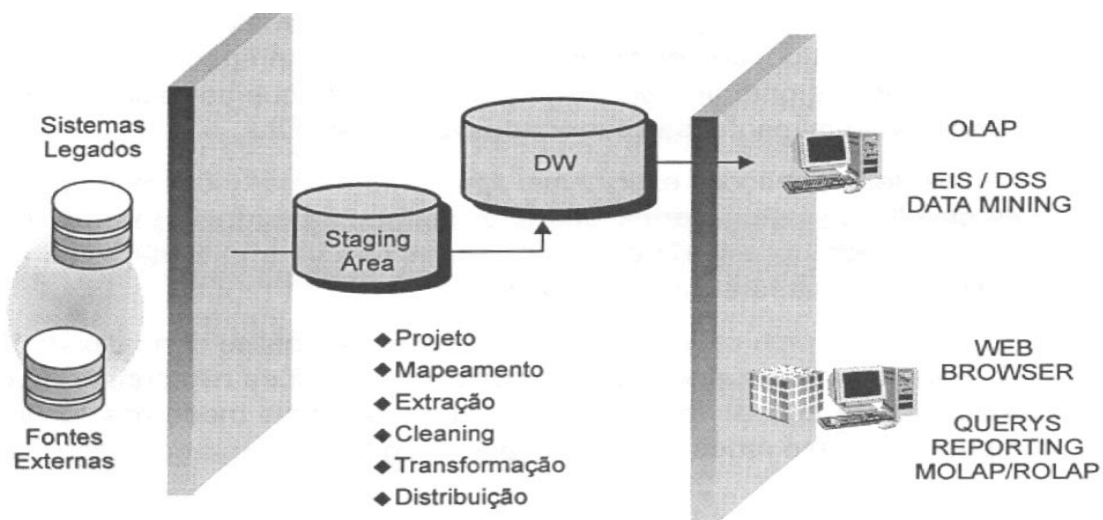 Sistemas
Legados
Fontes
Externas
Staging
Área
DW
◆ Projeto
◆ Mapeamento
◆ Extração
◆ Cleaning
◆ Transformação
◆ Distribuição
OLAP
EIS / DSS
DATA MINING
WEB
BROWSER
QUERYS
REPORTING
MOLAP/ROLAP